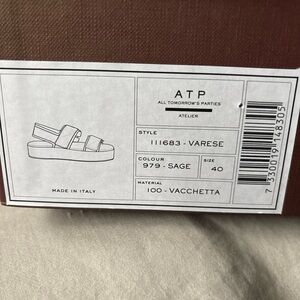 ATP
ALL TOMORROW'S PARTIES
ATELIER
STYLE
111683 - VARESE
COLOUR
979 - SAGE
SIZE
40
MATERIAL
100 - VACCHETTA
MADE IN ITALY
7 330019 148305